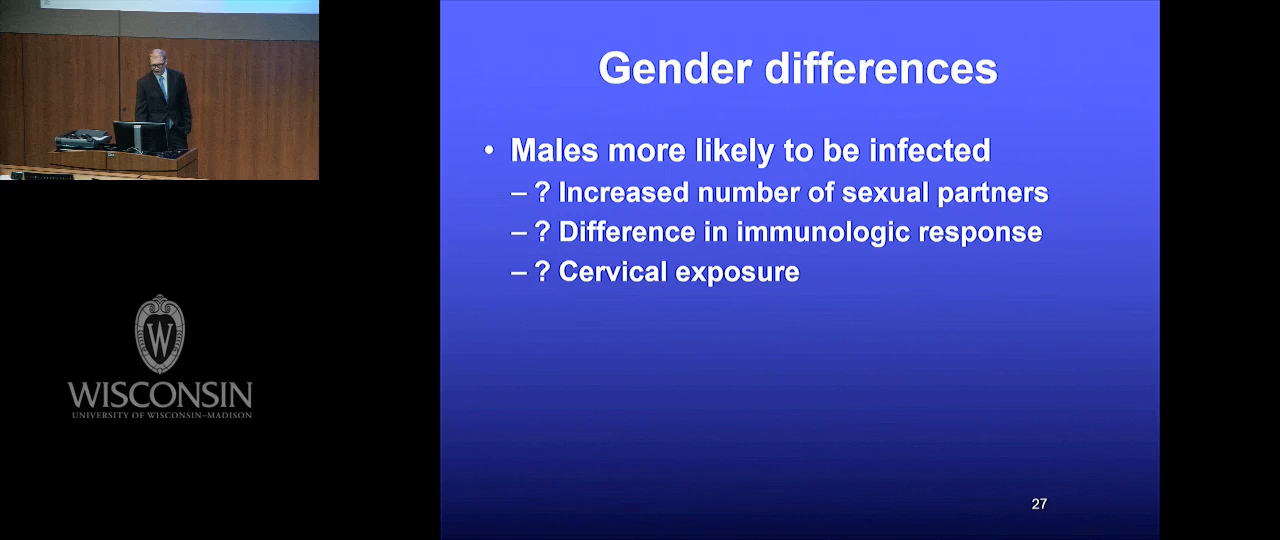 Gender differences
• Males more likely to be infected
– ? Increased number of sexual partners
– ? Difference in immunologic response
– ? Cervical exposure
27
W
WISCONSIN
UNIVERSITY OF WISCONSIN–MADISON